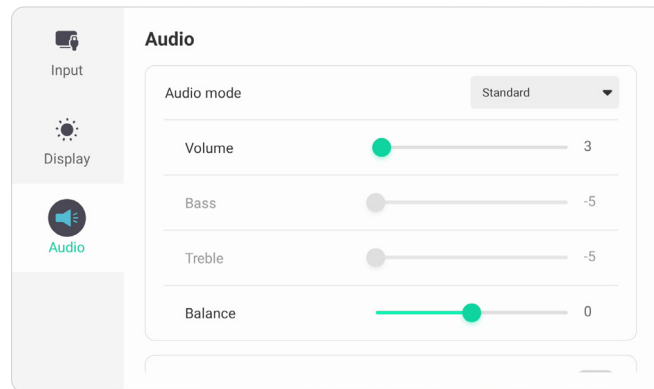 Audio
Input
Audio mode Standard
Display
Volume 3
Bass -5
Audio
Treble -5
Balance 0